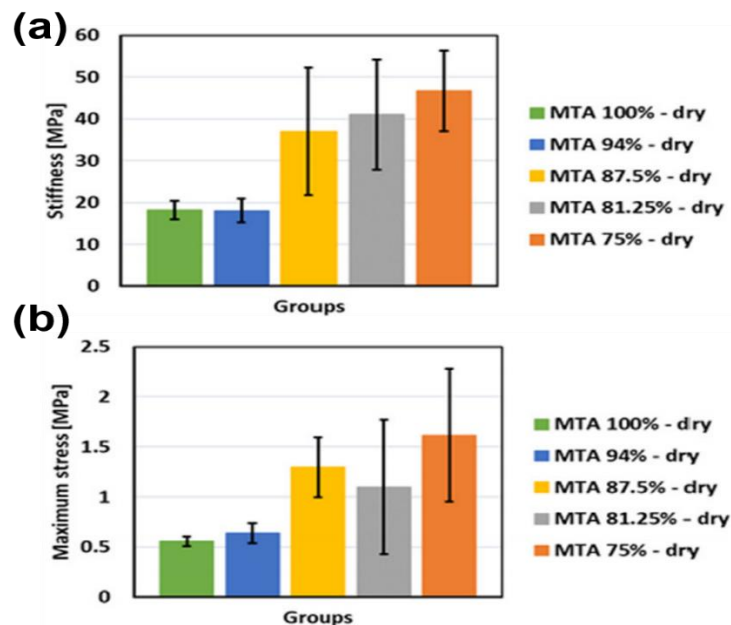 (a)
60
50
40
30
20
10
0
Stiffness [MPa]
Groups
MTA 100% - dry
MTA 94% - dry
MTA 87.5% - dry
MTA 81.25% - dry
MTA 75% - dry
(b)
2.5
2
1.5
1
0.5
0
Maximum stress [MPa]
Groups
MTA 100% - dry
MTA 94% - dry
MTA 87.5% - dry
MTA 81.25% - dry
MTA 75% - dry